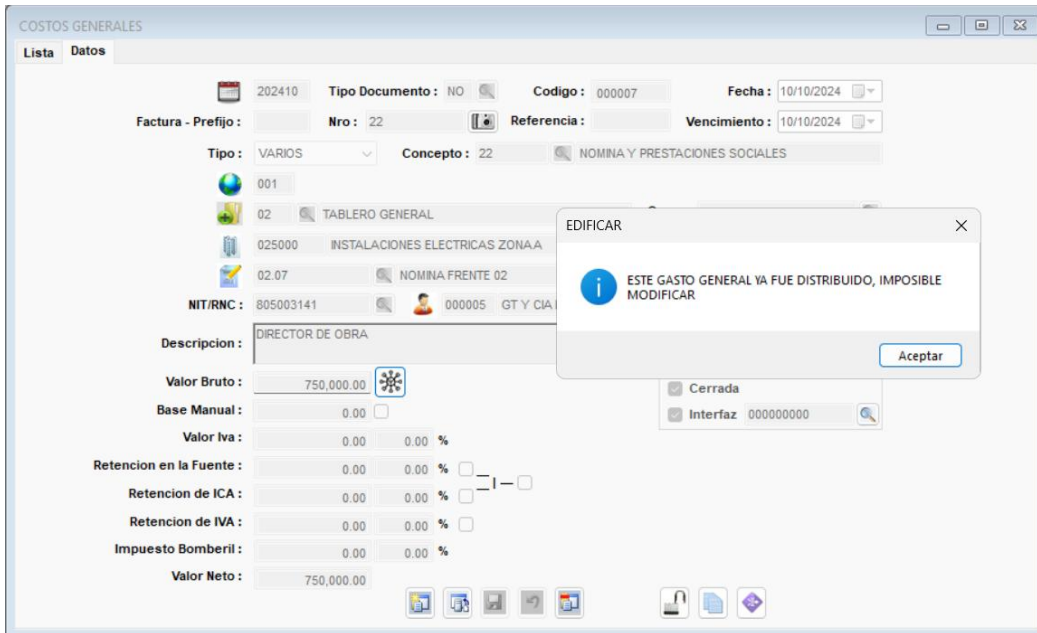 COSTOS GENERALES
Lista Datos
202410 Tipo Documento : NO Codigo : 000007 Fecha : 10/10/2024
Factura - Prefijo : Nro : 22 Referencia : Vencimiento : 10/10/2024
Tipo : VARIOS Concepto : 22 NOMINA Y PRESTACIONES SOCIALES
001
02 TABLERO GENERAL
025000 INSTALACIONES ELECTRICAS ZONA A
02.07 NOMINA FRENTE 02
NIT/RNC : 805003141 000005 GT Y CIA
EDIFICAR
ESTE GASTO GENERAL YA FUE DISTRIBUIDO, IMPOSIBLE
MODIFICAR
Aceptar
Descripcion : DIRECTOR DE OBRA
Valor Bruto : 750,000.00
Cerrada
Base Manual : 0.00
Interfaz 000000000
Valor Iva : 0.00 0.00 %
Retencion en la Fuente : 0.00 0.00 %
Retencion de ICA : 0.00 0.00 %
Retencion de IVA : 0.00 0.00 %
Impuesto Bomberil : 0.00 0.00 %
Valor Neto : 750,000.00